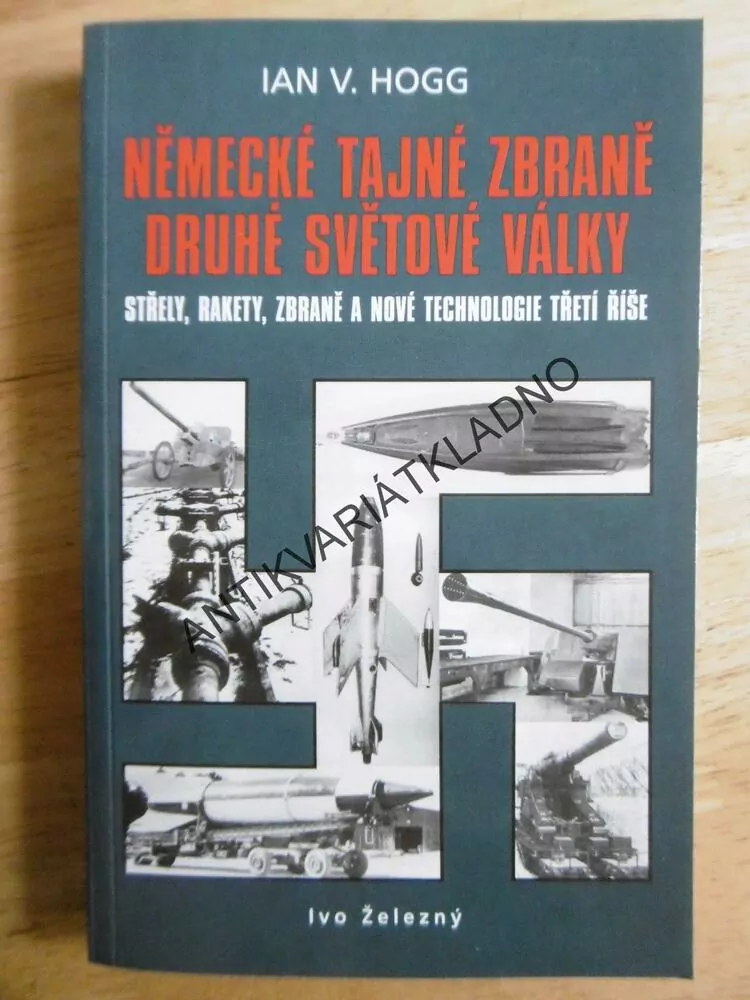 IAN V. HOGG
NĚMECKÉ TAJNÉ ZBRANĚ
DRUHÉ SVĚTOVÉ VÁLKY
STŘELY, RAKETY, ZBRANĚ A NOVÉ TECHNOLOGIE TŘETÍ ŘÍŠE
ANTIKVARIÁTKLADNO
Ivo Železný